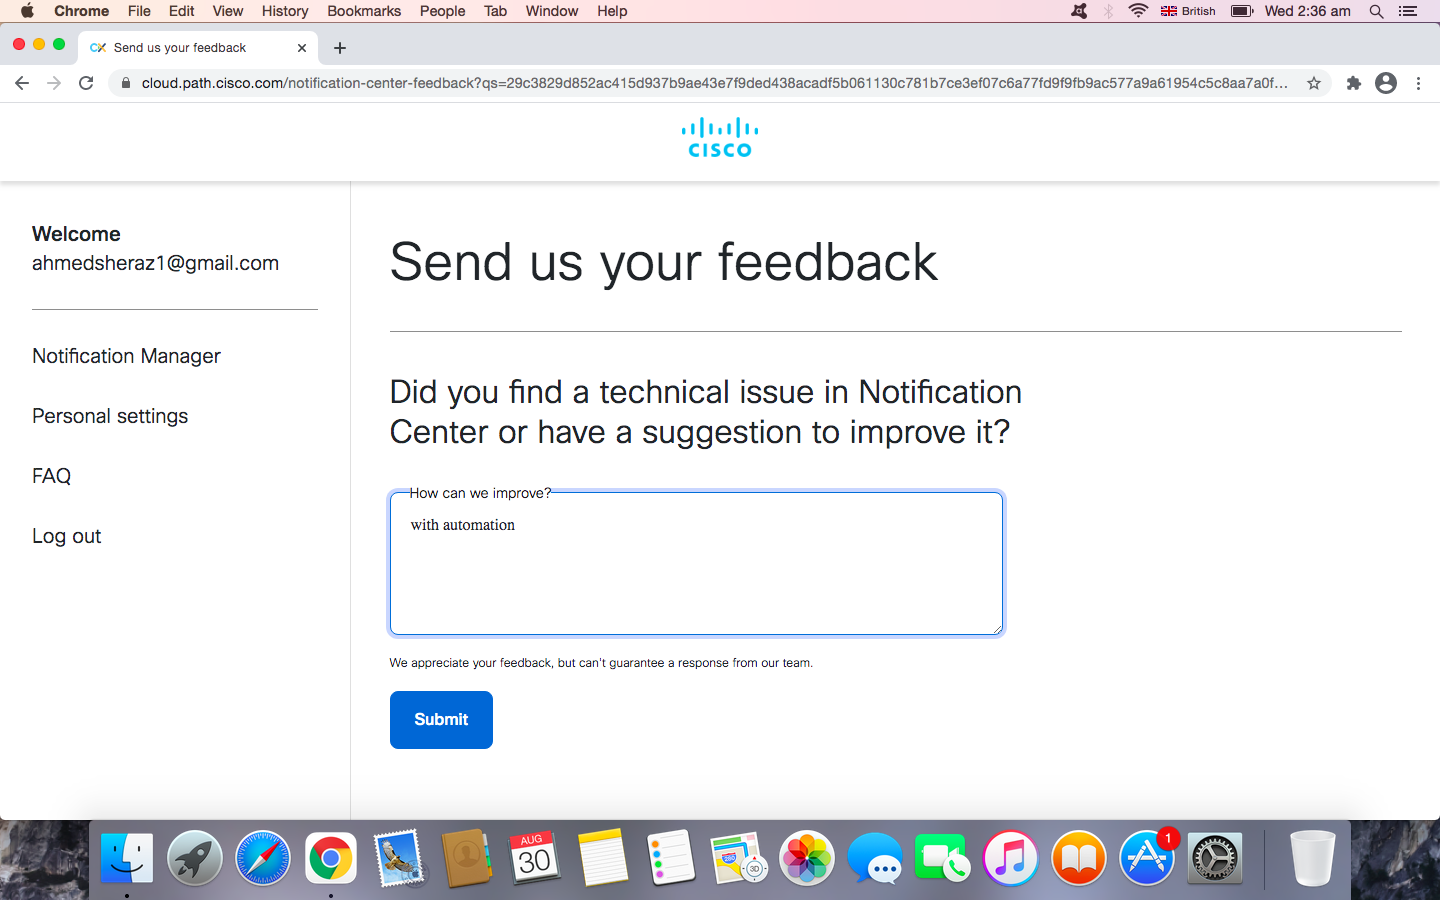 Chrome File Edit View History Bookmarks People Tab Window Help British Wed 2:36 am
CX Send us your feedback
cloud.path.cisco.com/notification-center-feedback?qs=29c3829d852ac415d937b9ae43e7f9ded438acadf5b061130c781b7ce3ef07c6a77fd9f9fb9ac577a9a61954c5c8aa7a0f...
CISCO
Welcome
ahmedsheraz1@gmail.com
Notification Manager
Personal settings
FAQ
Log out
Send us your feedback
Did you find a technical issue in Notification
Center or have a suggestion to improve it?
How can we improve?
with automation
We appreciate your feedback, but can't guarantee a response from our team.
Submit
AUG
30
280
3D
1